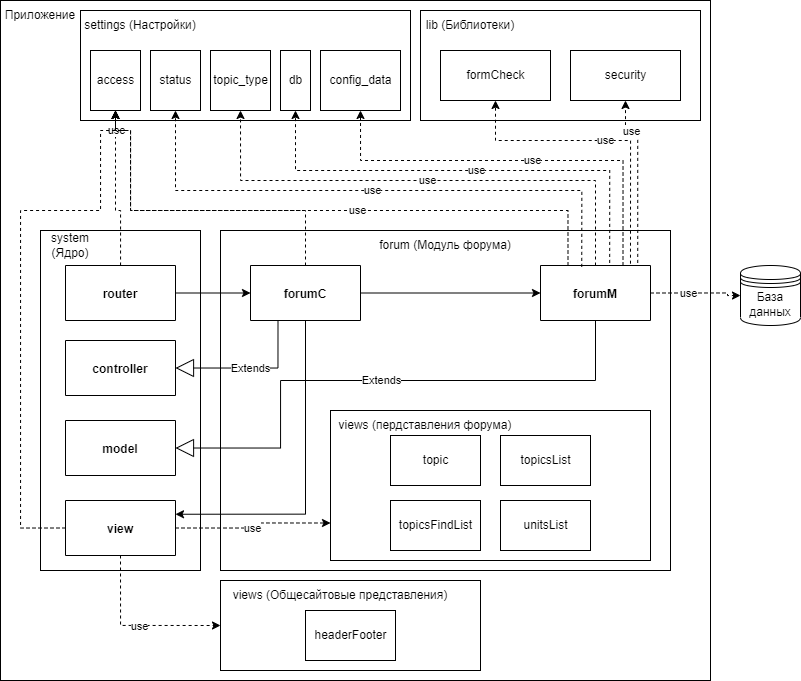 Приложение
settings (Настройки)
access
status
topic_type
db
config_data
lib (Библиотеки)
formCheck
security
use
use
use
use
use
use
use
use
system
(Ядро)
forum (Модуль форума)
router
forumC
forumM
use
База
данных
controller
Extends
Extends
model
views (пердставления форума)
topic
topicsList
view
use
topicsFindList
unitsList
use
views (Общесайтовые представления)
headerFooter